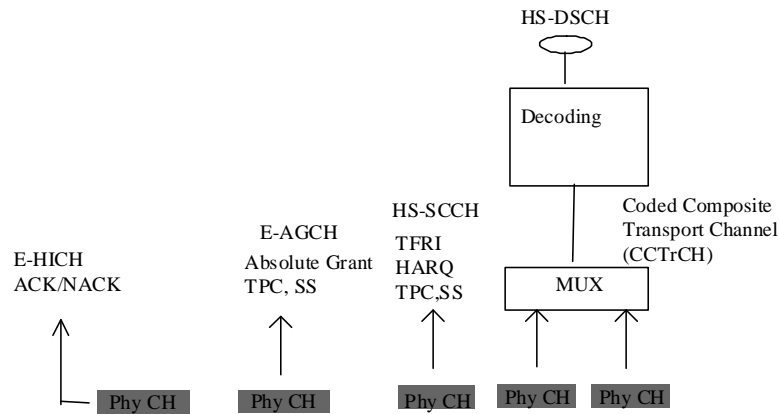 HS-DSCH
Decoding
Coded Composite
Transport Channel
(CCTrCH)
HS-SCCH
TFRI
HARQ
TPC,SS
E-AGCH
Absolute Grant
TPC, SS
E-HICH
ACK/NACK
MUX
Phy CH
Phy CH
Phy CH
Phy CH
Phy CH